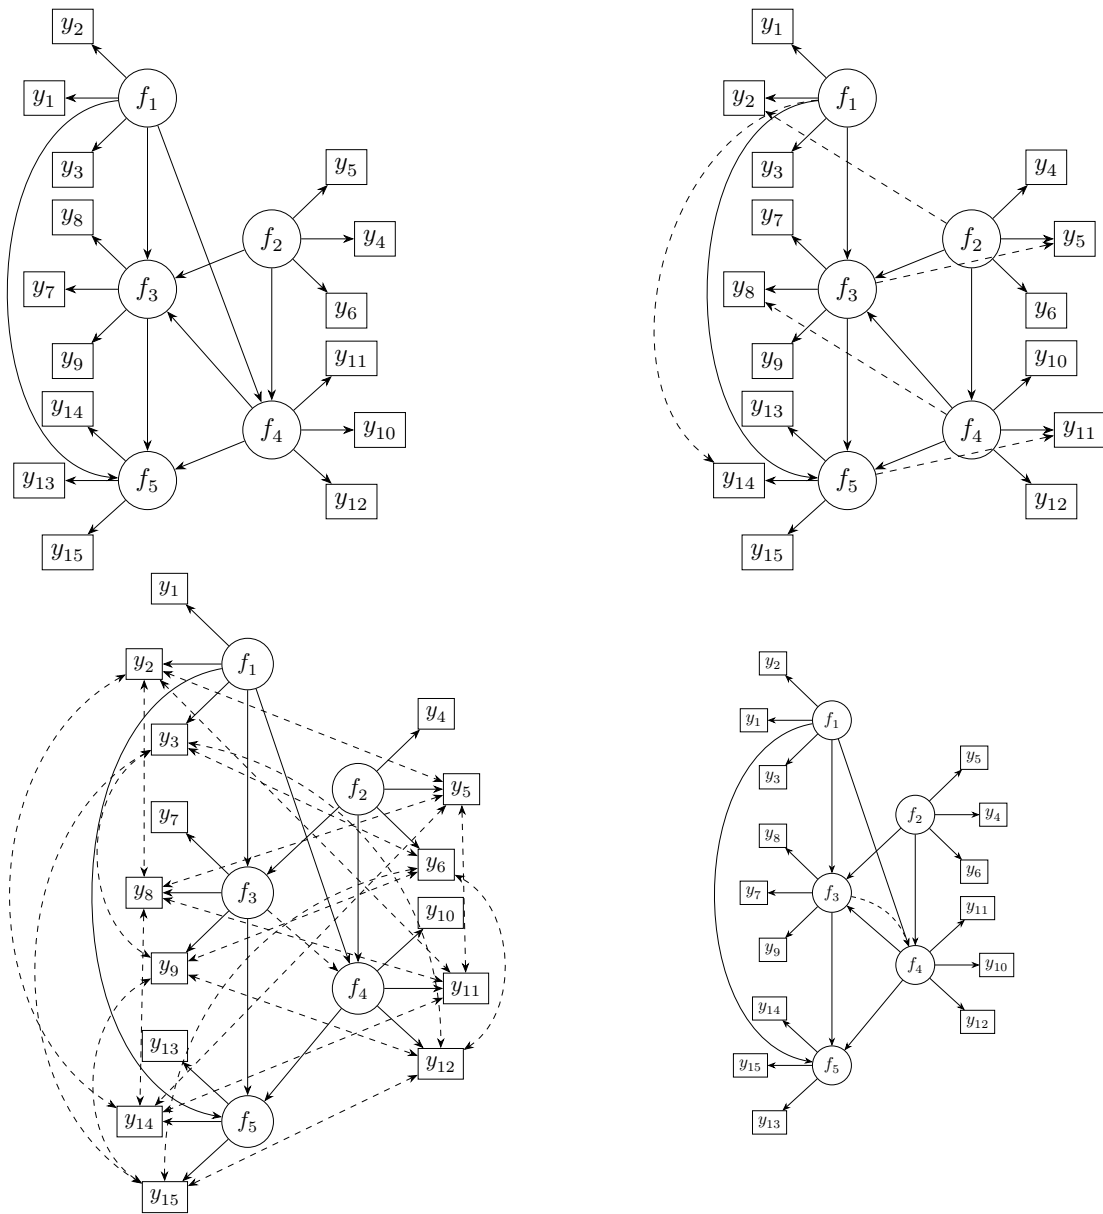 y₂
f₁
y₁
y₃
y₅
y₈
f₂
y₄
f₃
y₇
y₆
y₉
y₁₁
y₁₄
f₄
y₁₀
y₁₃
f₅
y₁₂
y₁₅
y₁
f₁
y₂
y₃
y₄
y₇
f₂
y₅
f₃
y₈
y₆
y₉
y₁₀
y₁₃
f₄
y₁₁
y₁₄
f₅
y₁₂
y₁₅
y₁
y₂
f₁
y₄
y₃
f₂
y₅
y₇
y₆
y₈
f₃
y₁₀
y₉
f₄
y₁₁
y₁₃
y₁₂
y₁₄
f₅
y₁₅
y₂
y₁
f₁
y₃
y₅
f₂
y₄
y₈
y₆
y₇
f₃
y₁₁
y₉
f₄
y₁₀
y₁₄
y₁₂
y₁₅
f₅
y₁₃